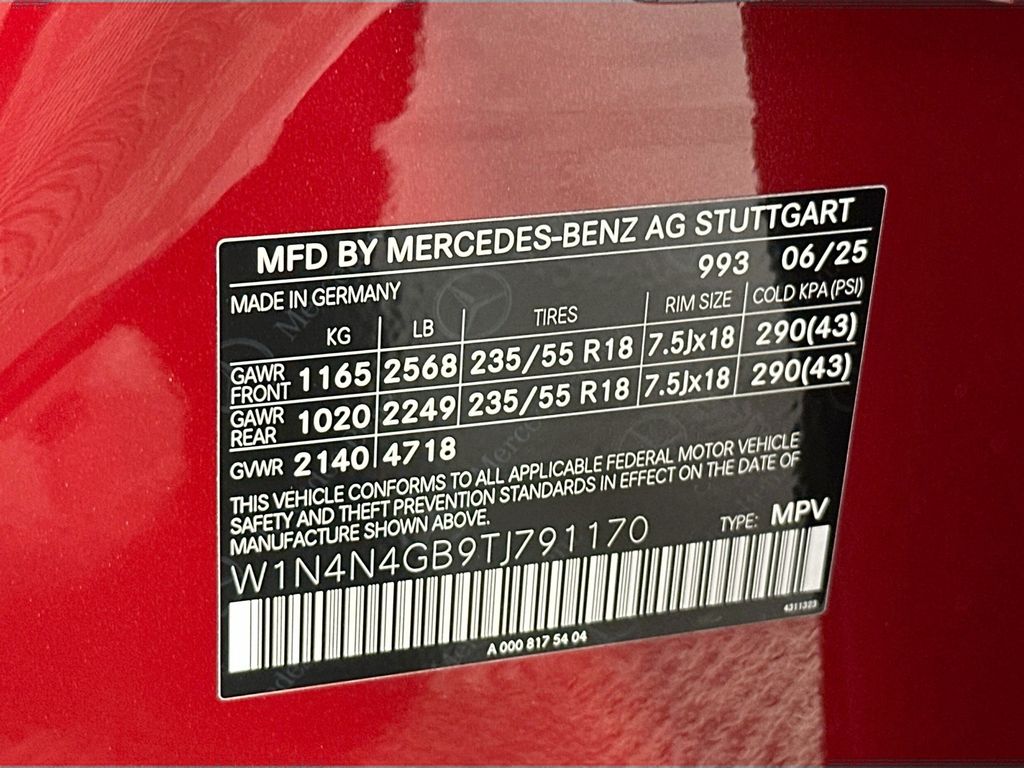 MFD BY MERCEDES-BENZ AG STUTTGART
993 06/25
MADE IN GERMANY
KG LB TIRES RIM SIZE COLD KPA (PSI)
GAWR FRONT 1165 2568 235/55 R18 7.5Jx18 290(43)
GAWR REAR 1020 2249 235/55 R18 7.5Jx18 290(43)
GVWR 2140 4718
THIS VEHICLE CONFORMS TO ALL APPLICABLE FEDERAL MOTOR VEHICLE
SAFETY AND THEFT PREVENTION STANDARDS IN EFFECT ON THE DATE OF
MANUFACTURE SHOWN ABOVE.
W1N4N4GB9TJ791170 TYPE: MPV
4311323
A 000 817 54 04